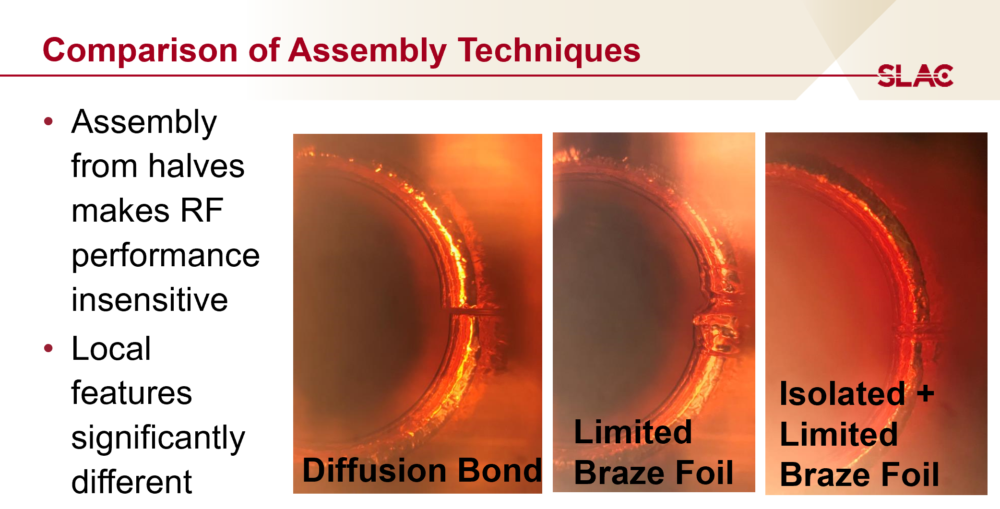 Comparison of Assembly Techniques
SLAC
• Assembly
from halves
makes RF
performance
insensitive
• Local
features
significantly
different
Diffusion Bond
Limited
Braze Foil
Isolated +
Limited
Braze Foil